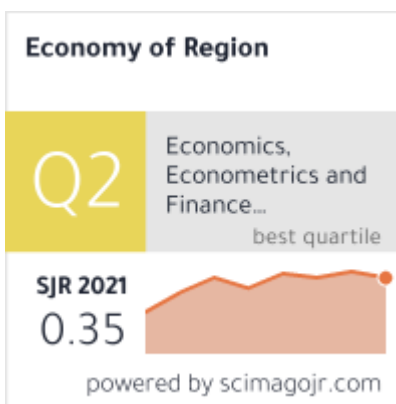 Economy of Region
Q2
Economics,
Econometrics and
Finance...
best quartile
SJR 2021
0.35
powered by scimagojr.com